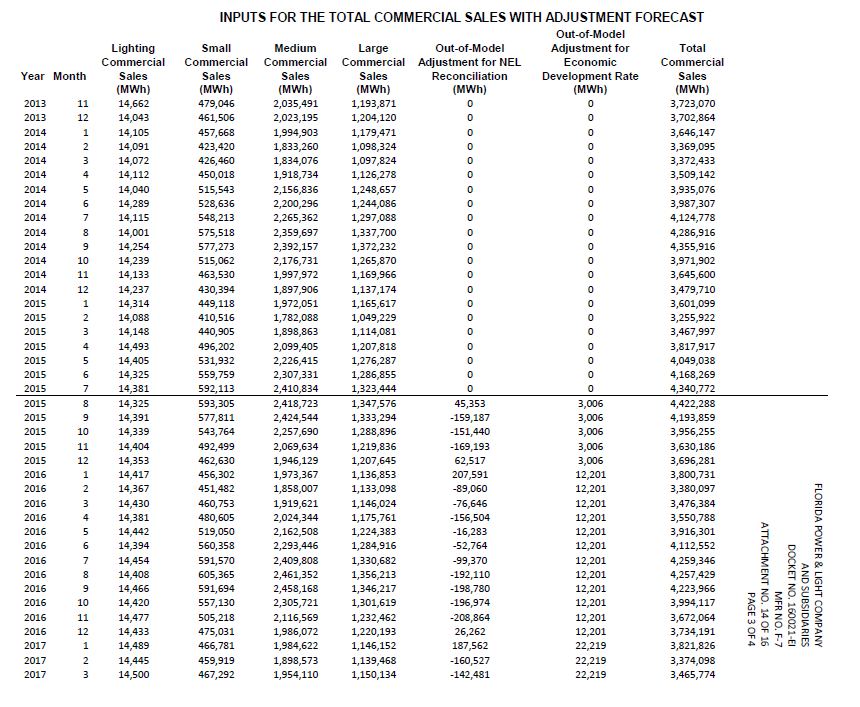 INPUTS FOR THE TOTAL COMMERCIAL SALES WITH ADJUSTMENT FORECAST
Out-of-Model
Lighting Small Medium Large Out-of-Model Adjustment for Total
Commercial Commercial Commercial Commercial Adjustment for NEL Economic Commercial
Year Month Sales Sales Sales Sales Reconciliation Development Rate Sales
(MWh) (MWh) (MWh) (MWh) (MWh) (MWh) (MWh)
2013 11 14,662 479,046 2,035,491 1,193,871 0 0 3,723,070
2013 12 14,043 461,506 2,023,195 1,204,120 0 0 3,702,864
2014 1 14,105 457,668 1,994,903 1,179,471 0 0 3,646,147
2014 2 14,091 423,420 1,833,260 1,098,324 0 0 3,369,095
2014 3 14,072 426,460 1,834,076 1,097,824 0 0 3,372,433
2014 4 14,112 450,018 1,918,734 1,126,278 0 0 3,509,142
2014 5 14,040 515,543 2,156,836 1,248,657 0 0 3,935,076
2014 6 14,289 528,636 2,200,296 1,244,086 0 0 3,987,307
2014 7 14,115 548,213 2,265,362 1,297,088 0 0 4,124,778
2014 8 14,001 575,518 2,359,697 1,337,700 0 0 4,286,916
2014 9 14,254 577,273 2,392,157 1,372,232 0 0 4,355,916
2014 10 14,239 515,062 2,176,731 1,265,870 0 0 3,971,902
2014 11 14,133 463,530 1,997,972 1,169,966 0 0 3,645,600
2014 12 14,237 430,394 1,897,906 1,137,174 0 0 3,479,710
2015 1 14,314 449,118 1,972,051 1,165,617 0 0 3,601,099
2015 2 14,088 410,516 1,782,088 1,049,229 0 0 3,255,922
2015 3 14,148 440,905 1,898,863 1,114,081 0 0 3,467,997
2015 4 14,493 496,202 2,099,405 1,207,818 0 0 3,817,917
2015 5 14,405 531,932 2,226,415 1,276,287 0 0 4,049,038
2015 6 14,325 559,759 2,307,331 1,286,855 0 0 4,168,269
2015 7 14,381 592,113 2,410,834 1,323,444 0 0 4,340,772
2015 8 14,325 593,305 2,418,723 1,347,576 45,353 3,006 4,422,288
2015 9 14,391 577,811 2,424,544 1,333,294 -159,187 3,006 4,193,859
2015 10 14,339 543,764 2,257,690 1,288,896 -151,440 3,006 3,956,255
2015 11 14,404 492,499 2,069,634 1,219,836 -169,193 3,006 3,630,186
2015 12 14,353 462,630 1,946,129 1,207,645 62,517 3,006 3,696,281
2016 1 14,417 456,302 1,973,367 1,136,853 207,591 12,201 3,800,731
2016 2 14,367 451,482 1,858,007 1,133,098 -89,060 12,201 3,380,097
2016 3 14,430 460,753 1,919,621 1,146,024 -76,646 12,201 3,476,384
2016 4 14,381 480,605 2,024,344 1,175,761 -156,504 12,201 3,550,788
2016 5 14,442 519,050 2,162,508 1,224,383 -16,283 12,201 3,916,301
2016 6 14,394 560,358 2,293,446 1,284,916 -52,764 12,201 4,112,552
2016 7 14,454 591,570 2,409,808 1,330,682 -99,370 12,201 4,259,346
2016 8 14,408 605,365 2,461,352 1,356,213 -192,110 12,201 4,257,429
2016 9 14,466 591,694 2,458,168 1,346,217 -198,780 12,201 4,223,966
2016 10 14,420 557,130 2,305,721 1,301,619 -196,974 12,201 3,994,117
2016 11 14,477 505,218 2,116,569 1,232,462 -208,864 12,201 3,672,064
2016 12 14,433 475,031 1,986,072 1,220,193 26,262 12,201 3,734,191
2017 1 14,489 466,781 1,984,622 1,146,152 187,562 22,219 3,821,826
2017 2 14,445 459,919 1,898,573 1,139,468 -160,527 22,219 3,374,098
2017 3 14,500 467,292 1,954,110 1,150,134 -142,481 22,219 3,465,774
FLORIDA POWER & LIGHT COMPANY
AND SUBSIDIARIES
DOCKET NO. 160021-EI
MFR NO. F-7
ATTACHMENT NO. 14 OF 16
PAGE 3 OF 4